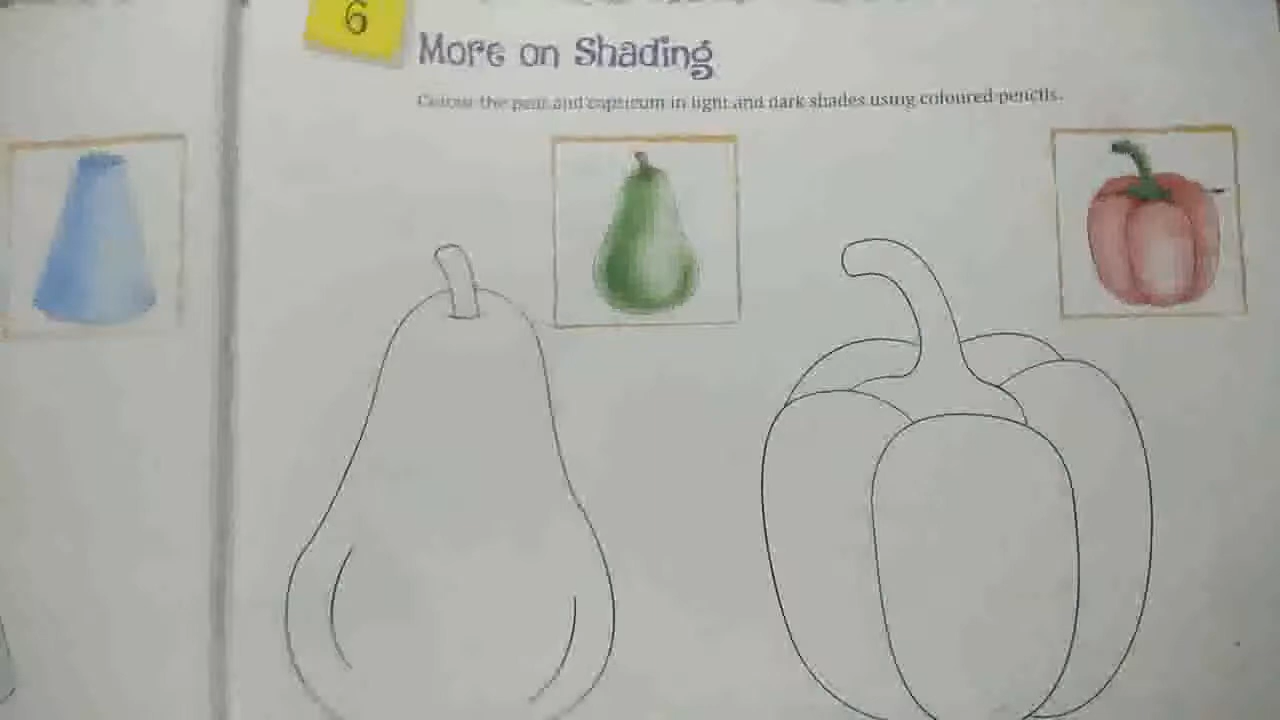 6
More on Shading
Colour the pear and capsicum in light and dark shades using coloured pencils.